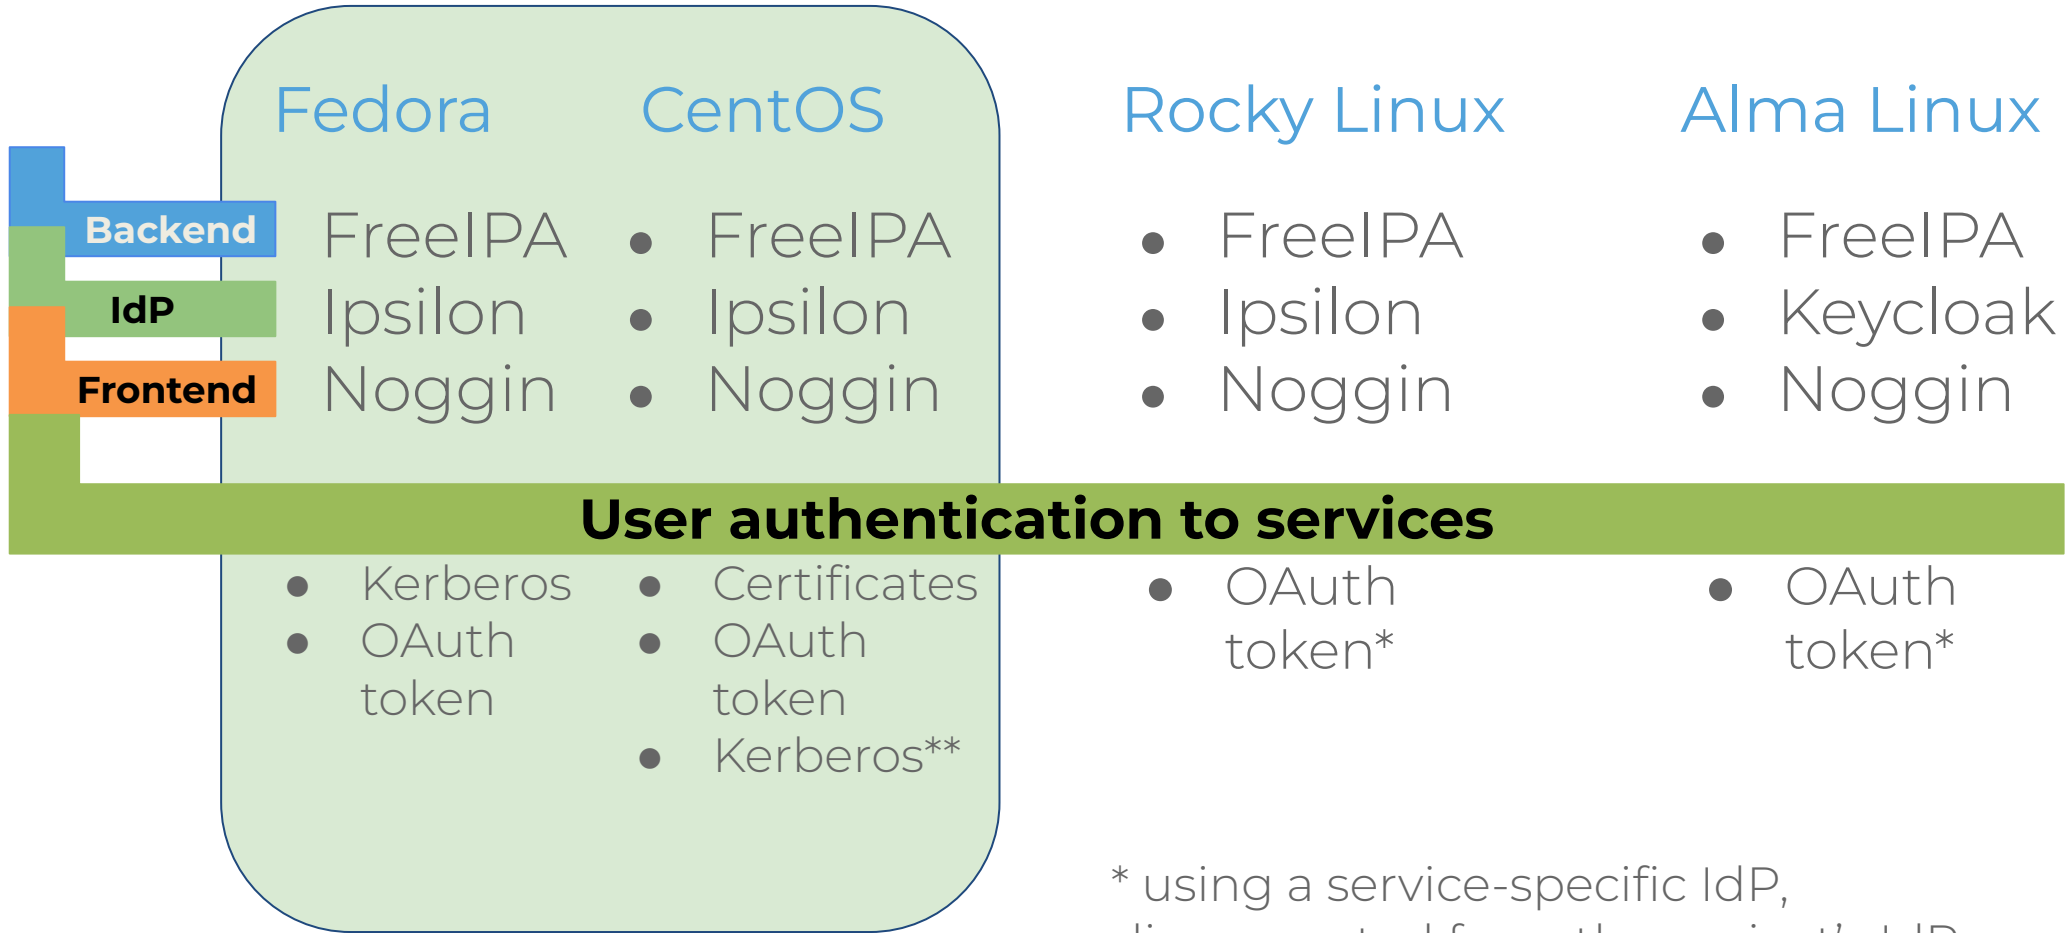 Fedora CentOS Rocky Linux Alma Linux
Backend FreeIPA ● FreeIPA ● FreeIPA ● FreeIPA
IdP Ipsilon ● Ipsilon ● Ipsilon ● Keycloak
Frontend Noggin ● Noggin ● Noggin ● Noggin
User authentication to services
● Kerberos ● Certificates ● OAuth ● OAuth
● OAuth ● OAuth token* token*
token token
● Kerberos**
* using a service-specific IdP,